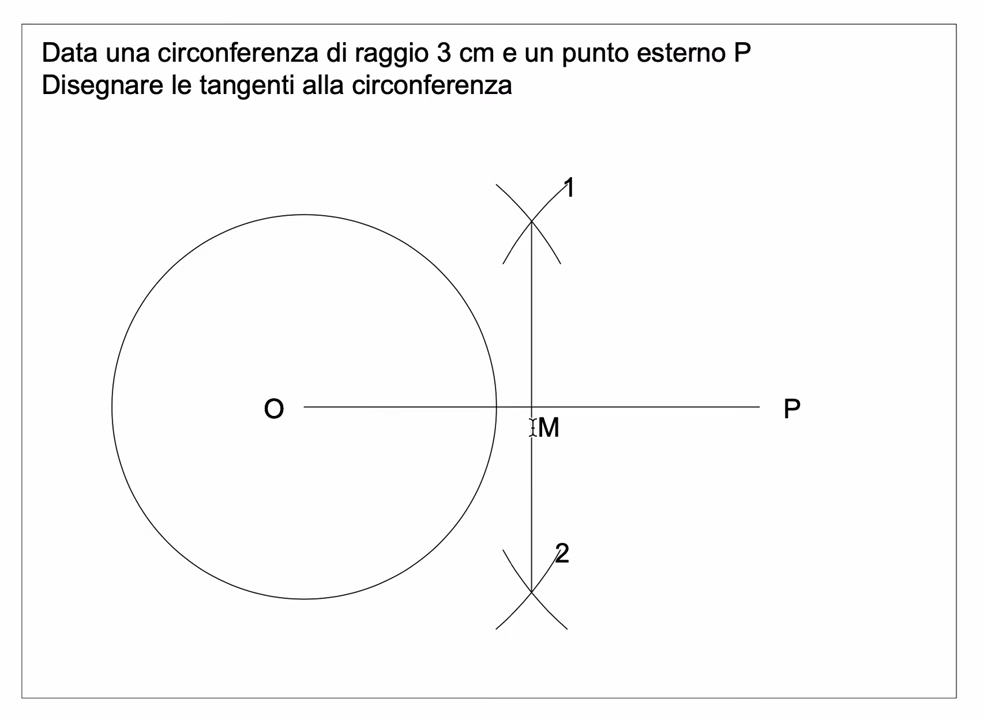 Data una circonferenza di raggio 3 cm e un punto esterno P
Disegnare le tangenti alla circonferenza
1
O
P
M
2